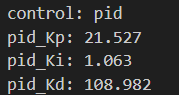 control: pid
pid_Kp: 21.527
pid_Ki: 1.063
pid_Kd: 108.982